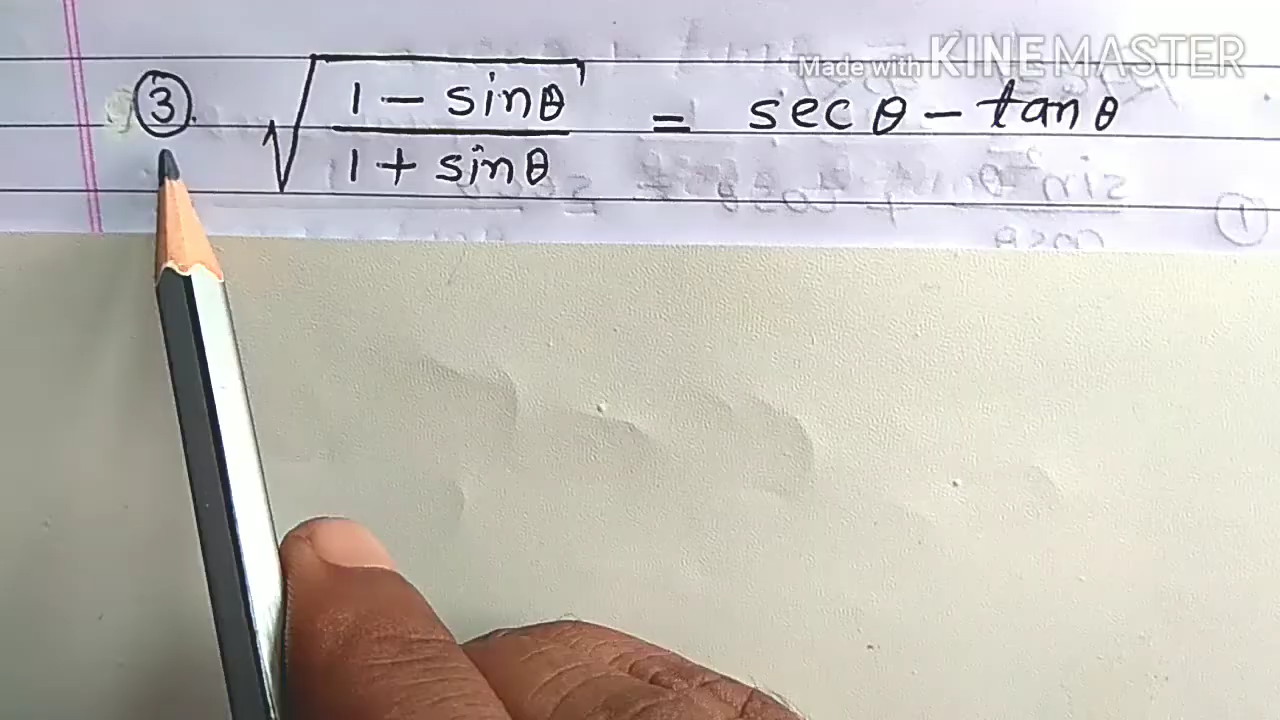 Made with KINEMASTER
③. √((1 - sinθ)/(1 + sinθ)) = secθ - tanθ